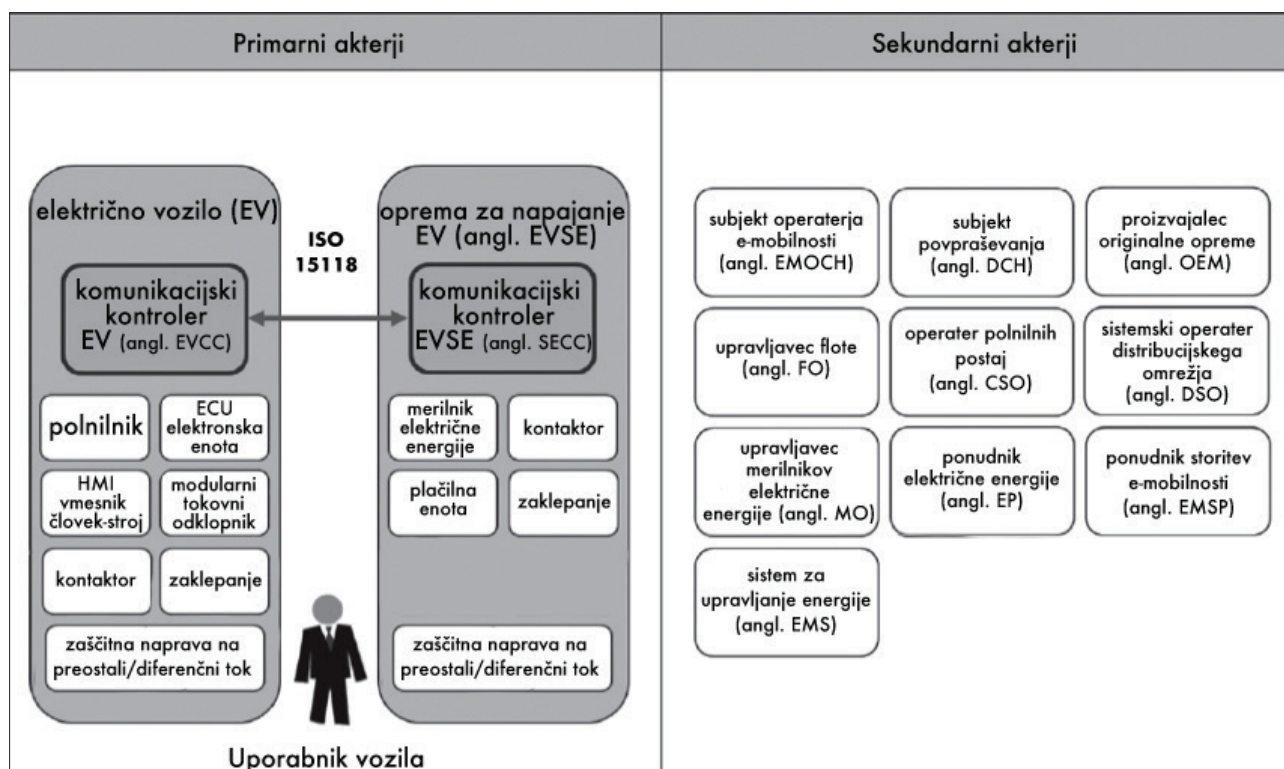 Primarni akterji
Sekundarni akterji
električno vozilo (EV)
komunikacijski
kontroler
EV (angl. EVCC)
polnilnik
ECU
elektronska
enota
HMI
vmesnik
človek-stroj
modularni
tokovni
odklopnik
kontaktor
zaklepanje
zaščitna naprava na
preostali/diferenčni tok
ISO
15118
oprema za napajanje
EV (angl. EVSE)
komunikacijski
kontroler
EVSE (angl. SECC)
merilnik
električne
energije
kontaktor
plačilna
enota
zaklepanje
zaščitna naprava na
preostali/diferenčni tok
Uporabnik vozila
subjekt operaterja
e-mobilnosti
(angl. EMOCH)
subjekt
povpraševanja
(angl. DCH)
proizvajalec
originalne opreme
(angl. OEM)
upravljavec flote
(angl. FO)
operater polnilnih
postaj
(angl. CSO)
sistemski operater
distribucijskega
omrežja
(angl. DSO)
upravljavec
merilnikov
električne
energije (angl. MO)
ponudnik
električne energije
(angl. EP)
ponudnik storitev
e-mobilnosti
(angl. EMSP)
sistem za
upravljanje energije
(angl. EMS)